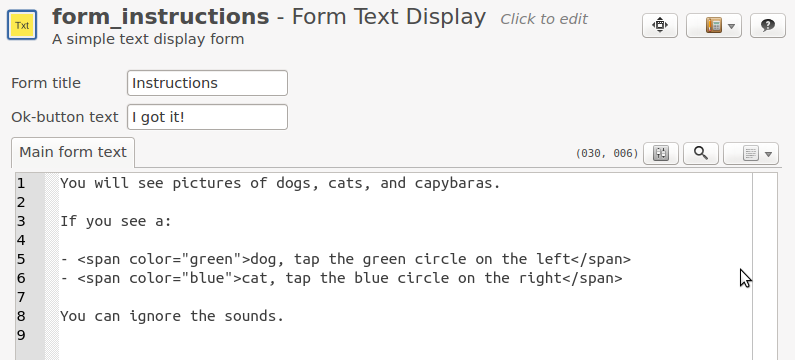 Txt
form_instructions - Form Text Display Click to edit
A simple text display form
Form title Instructions
Ok-button text I got it!
Main form text
(030, 006)
1 You will see pictures of dogs, cats, and capybaras.
2
3 If you see a:
4
5 - <span color="green">dog, tap the green circle on the left</span>
6 - <span color="blue">cat, tap the blue circle on the right</span>
7
8 You can ignore the sounds.
9